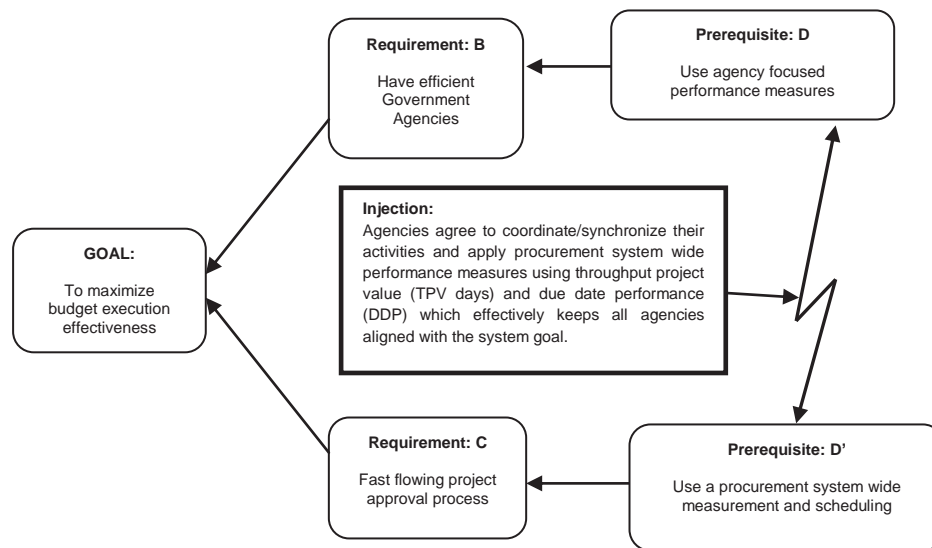 Requirement: B
Have efficient
Government
Agencies
Prerequisite: D
Use agency focused
performance measures
Injection:
Agencies agree to coordinate/synchronize their
activities and apply procurement system wide
performance measures using throughput project
value (TPV days) and due date performance
(DDP) which effectively keeps all agencies
aligned with the system goal.
GOAL:
To maximize
budget execution
effectiveness
Requirement: C
Fast flowing project
approval process
Prerequisite: D’
Use a procurement system wide
measurement and scheduling